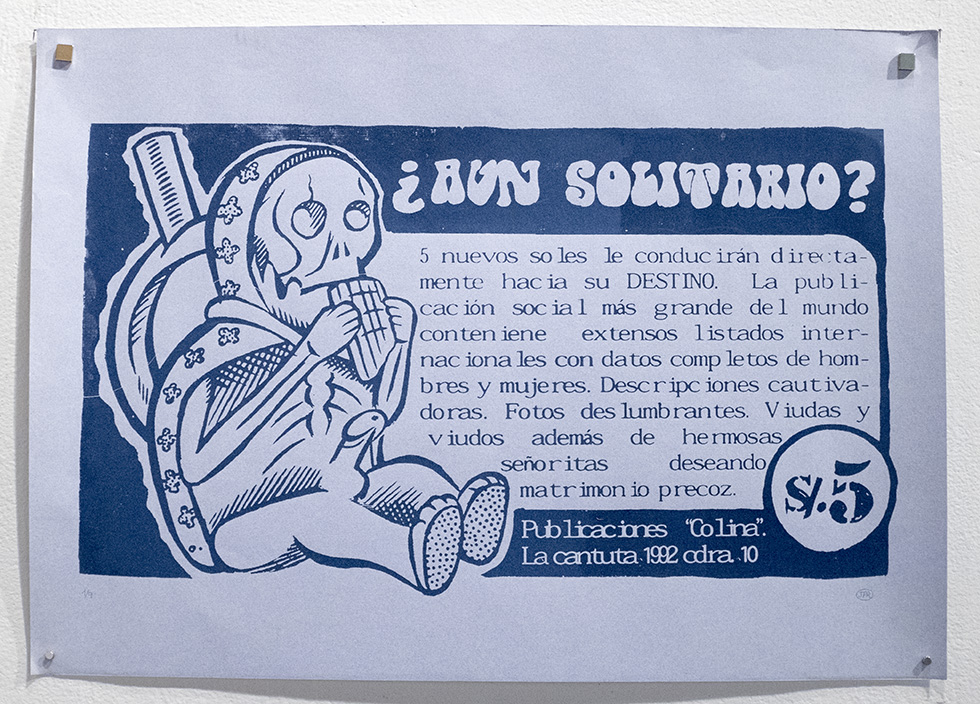 ¿AUN SOLITARIO?
5 nuevos soles le conducirán directa-
mente hacia su DESTINO. La publi-
cación social más grande del mundo
conteniene extensos listados inter-
nacionales con datos completos de hom-
bres y mujeres. Descripciones cautiva-
doras. Fotos deslumbrantes. Viudas y
viudos además de hermosas
señoritas deseando
matrimonio precoz.
S/.5
Publicaciones "Colina".
La cantuta 1992 cdra. 10